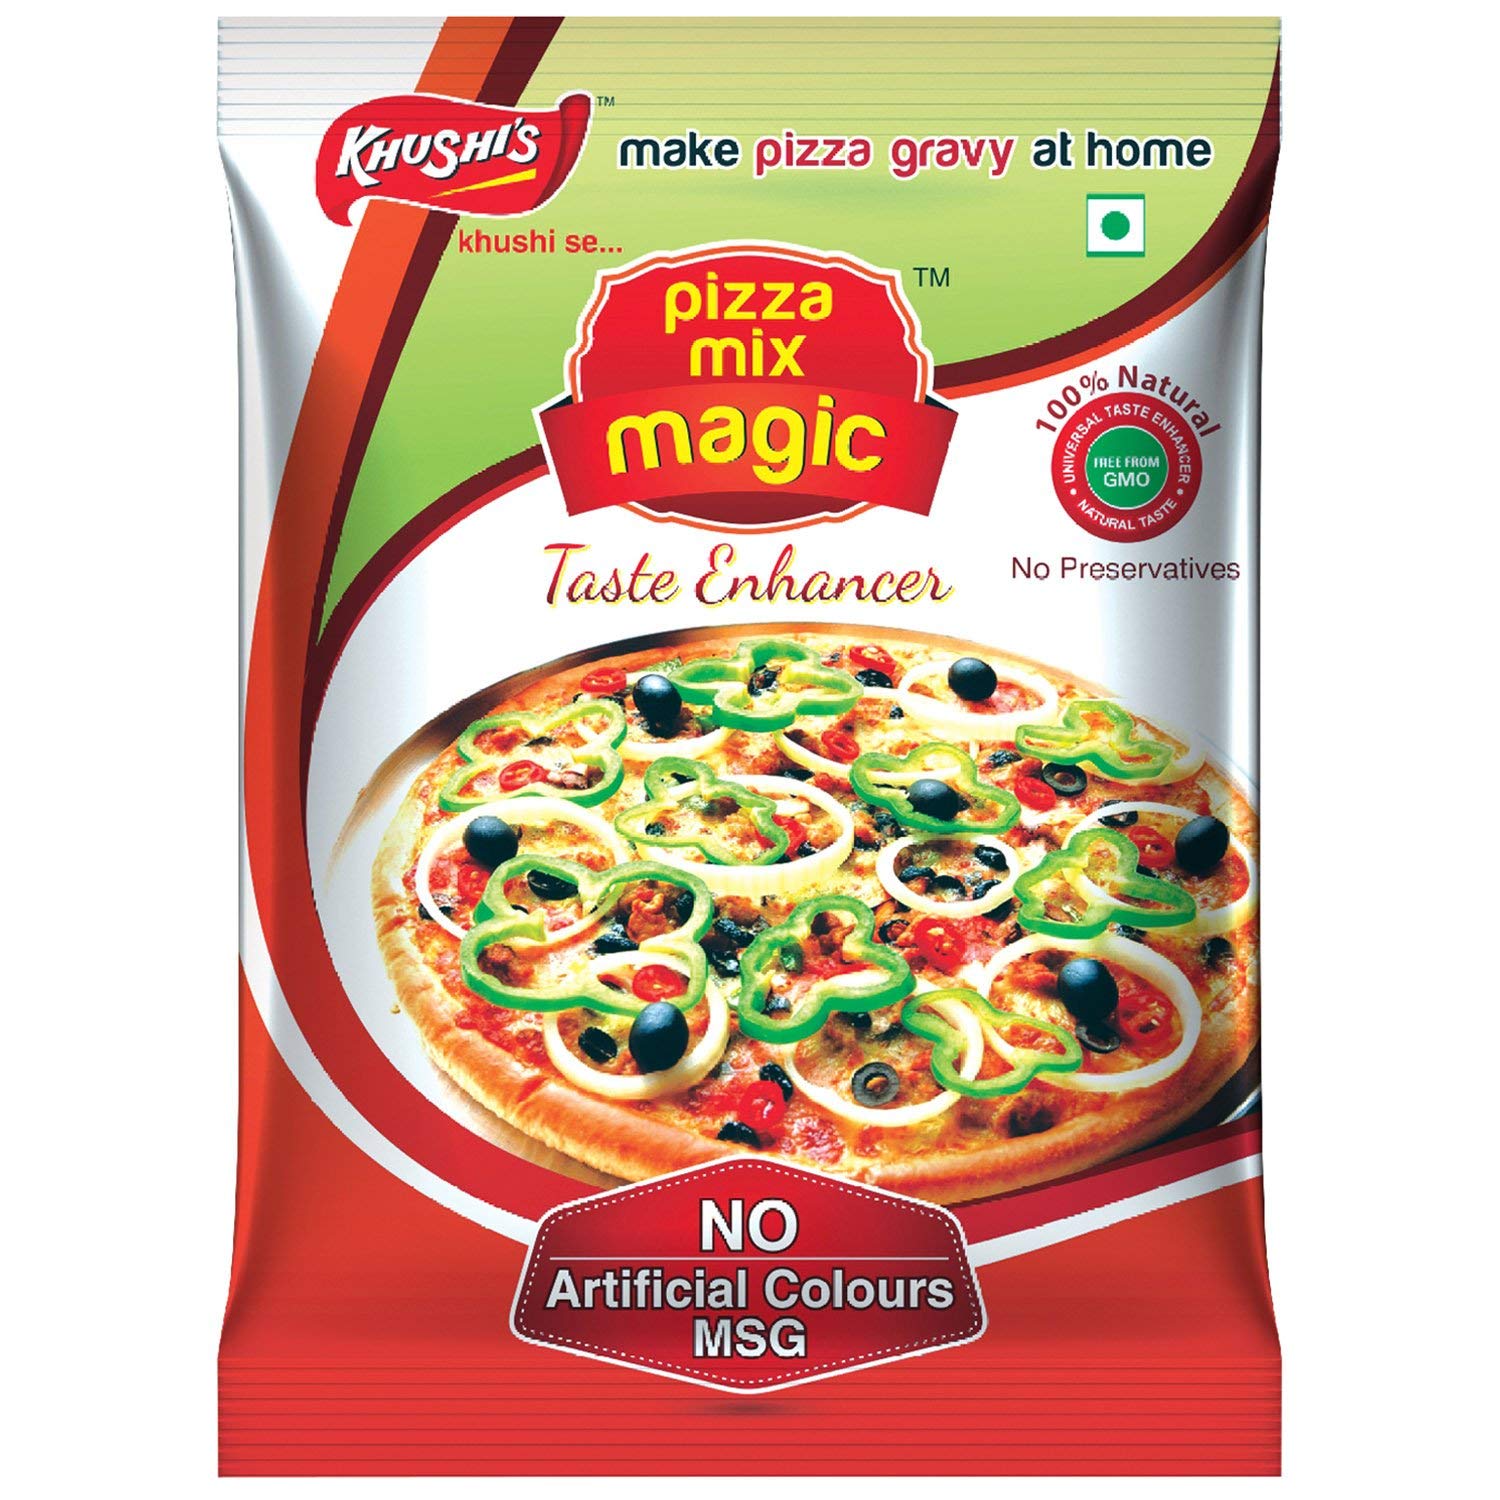 KHUSHI'S ™
make pizza gravy at home
khushi se...
pizza
mix
magic
TM
100% Natural
UNIVERSAL TASTE ENHANCER
FREE FROM
GMO
• NATURAL TASTE •
Taste Enhancer
No Preservatives
NO
Artificial Colours
MSG